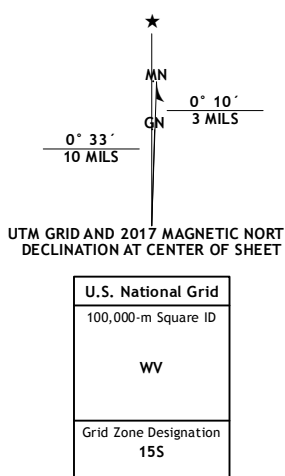 ★
MN
0° 10´
3 MILS
GN
0° 33´
10 MILS
UTM GRID AND 2017 MAGNETIC NORT
DECLINATION AT CENTER OF SHEET
U.S. National Grid
100,000-m Square ID
WV
Grid Zone Designation
15S